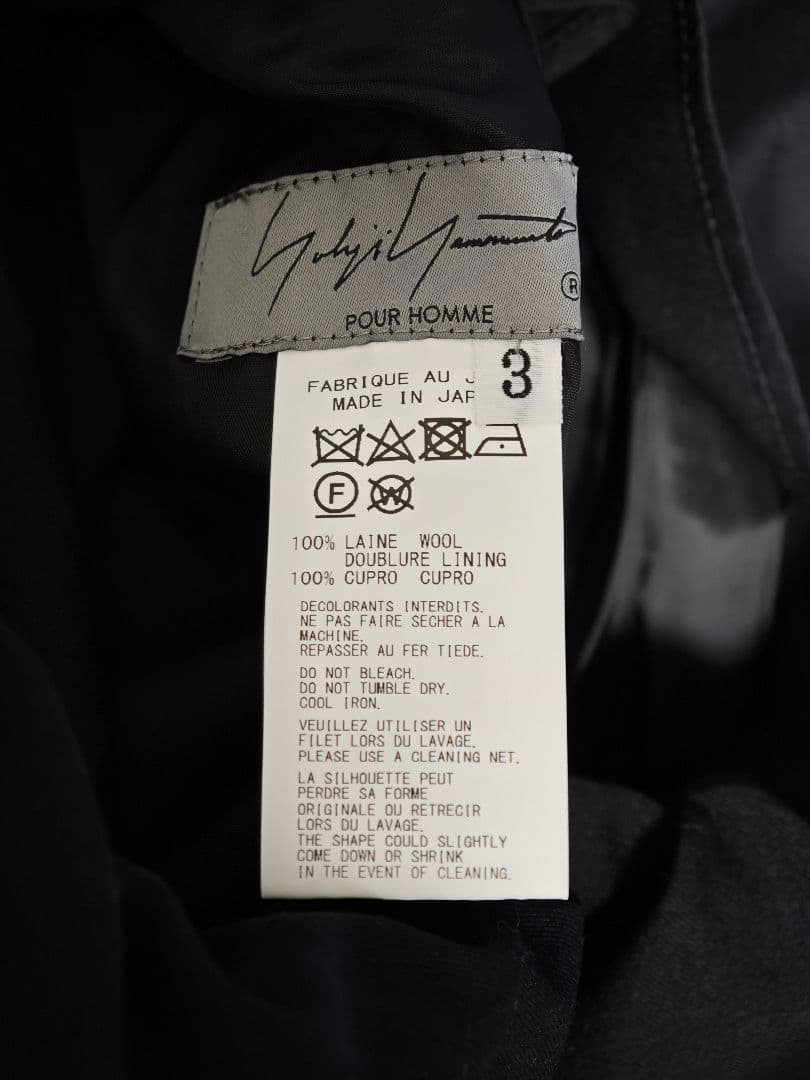 Yohji Yamamoto
®
POUR HOMME
3
FABRIQUE AU J
MADE IN JAP
F
W
100% LAINE WOOL
DOUBLURE LINING
100% CUPRO CUPRO
DECOLORANTS INTERDITS.
NE PAS FAIRE SECHER A LA
MACHINE.
REPASSER AU FER TIEDE.
DO NOT BLEACH.
DO NOT TUMBLE DRY.
COOL IRON.
VEUILLEZ UTILISER UN
FILET LORS DU LAVAGE.
PLEASE USE A CLEANING NET.
LA SILHOUETTE PEUT
PERDRE SA FORME
ORIGINALE OU RETRECIR
LORS DU LAVAGE.
THE SHAPE COULD SLIGHTLY
COME DOWN OR SHRINK
IN THE EVENT OF CLEANING.